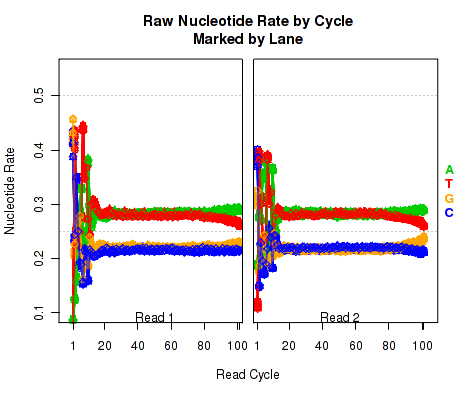 Raw Nucleotide Rate by Cycle
Marked by Lane
Nucleotide Rate
0.5
0.4
0.3
0.2
0.1
A
T
G
C
Read 1
Read 2
1 20 40 60 80 100
1 20 40 60 80 100
Read Cycle